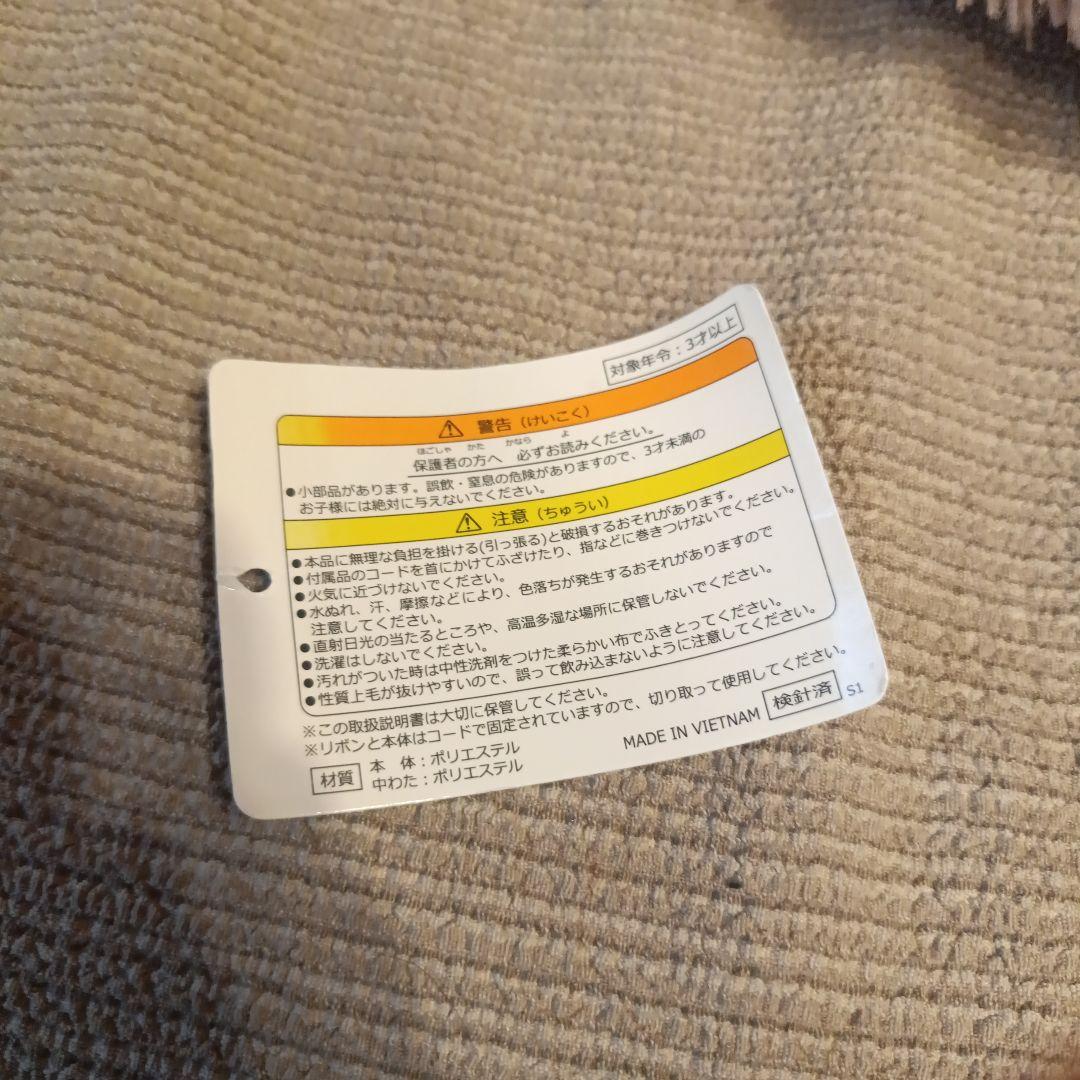 対象年令：3才以上
警告（けいこく）
ほごしゃ かた かなら よ
保護者の方へ 必ずお読みください。
●小部品があります。誤飲・窒息の危険がありますので、3才未満の
お子様には絶対に与えないでください。
注意（ちゅうい）
●本品に無理な負担を掛ける(引っ張る)と破損するおそれがあります。
●付属品のコードを首にかけてふざけたり、指などに巻きつけないでください。
●火気に近づけないでください。
●水ぬれ、汗、摩擦などにより、色落ちが発生するおそれがありますので
注意してください。
●直射日光の当たるところや、高温多湿な場所に保管しないでください。
●洗濯はしないでください。
●汚れがついた時は中性洗剤をつけた柔らかい布でふきとってください。
●性質上毛が抜けやすいので、誤って飲み込まないように注意してください。
※この取扱説明書は大切に保管してください。
※リボンと本体はコードで固定されていますので、切り取って使用してください。
材質 本 体：ポリエステル
中わた：ポリエステル
MADE IN VIETNAM 検針済 S1